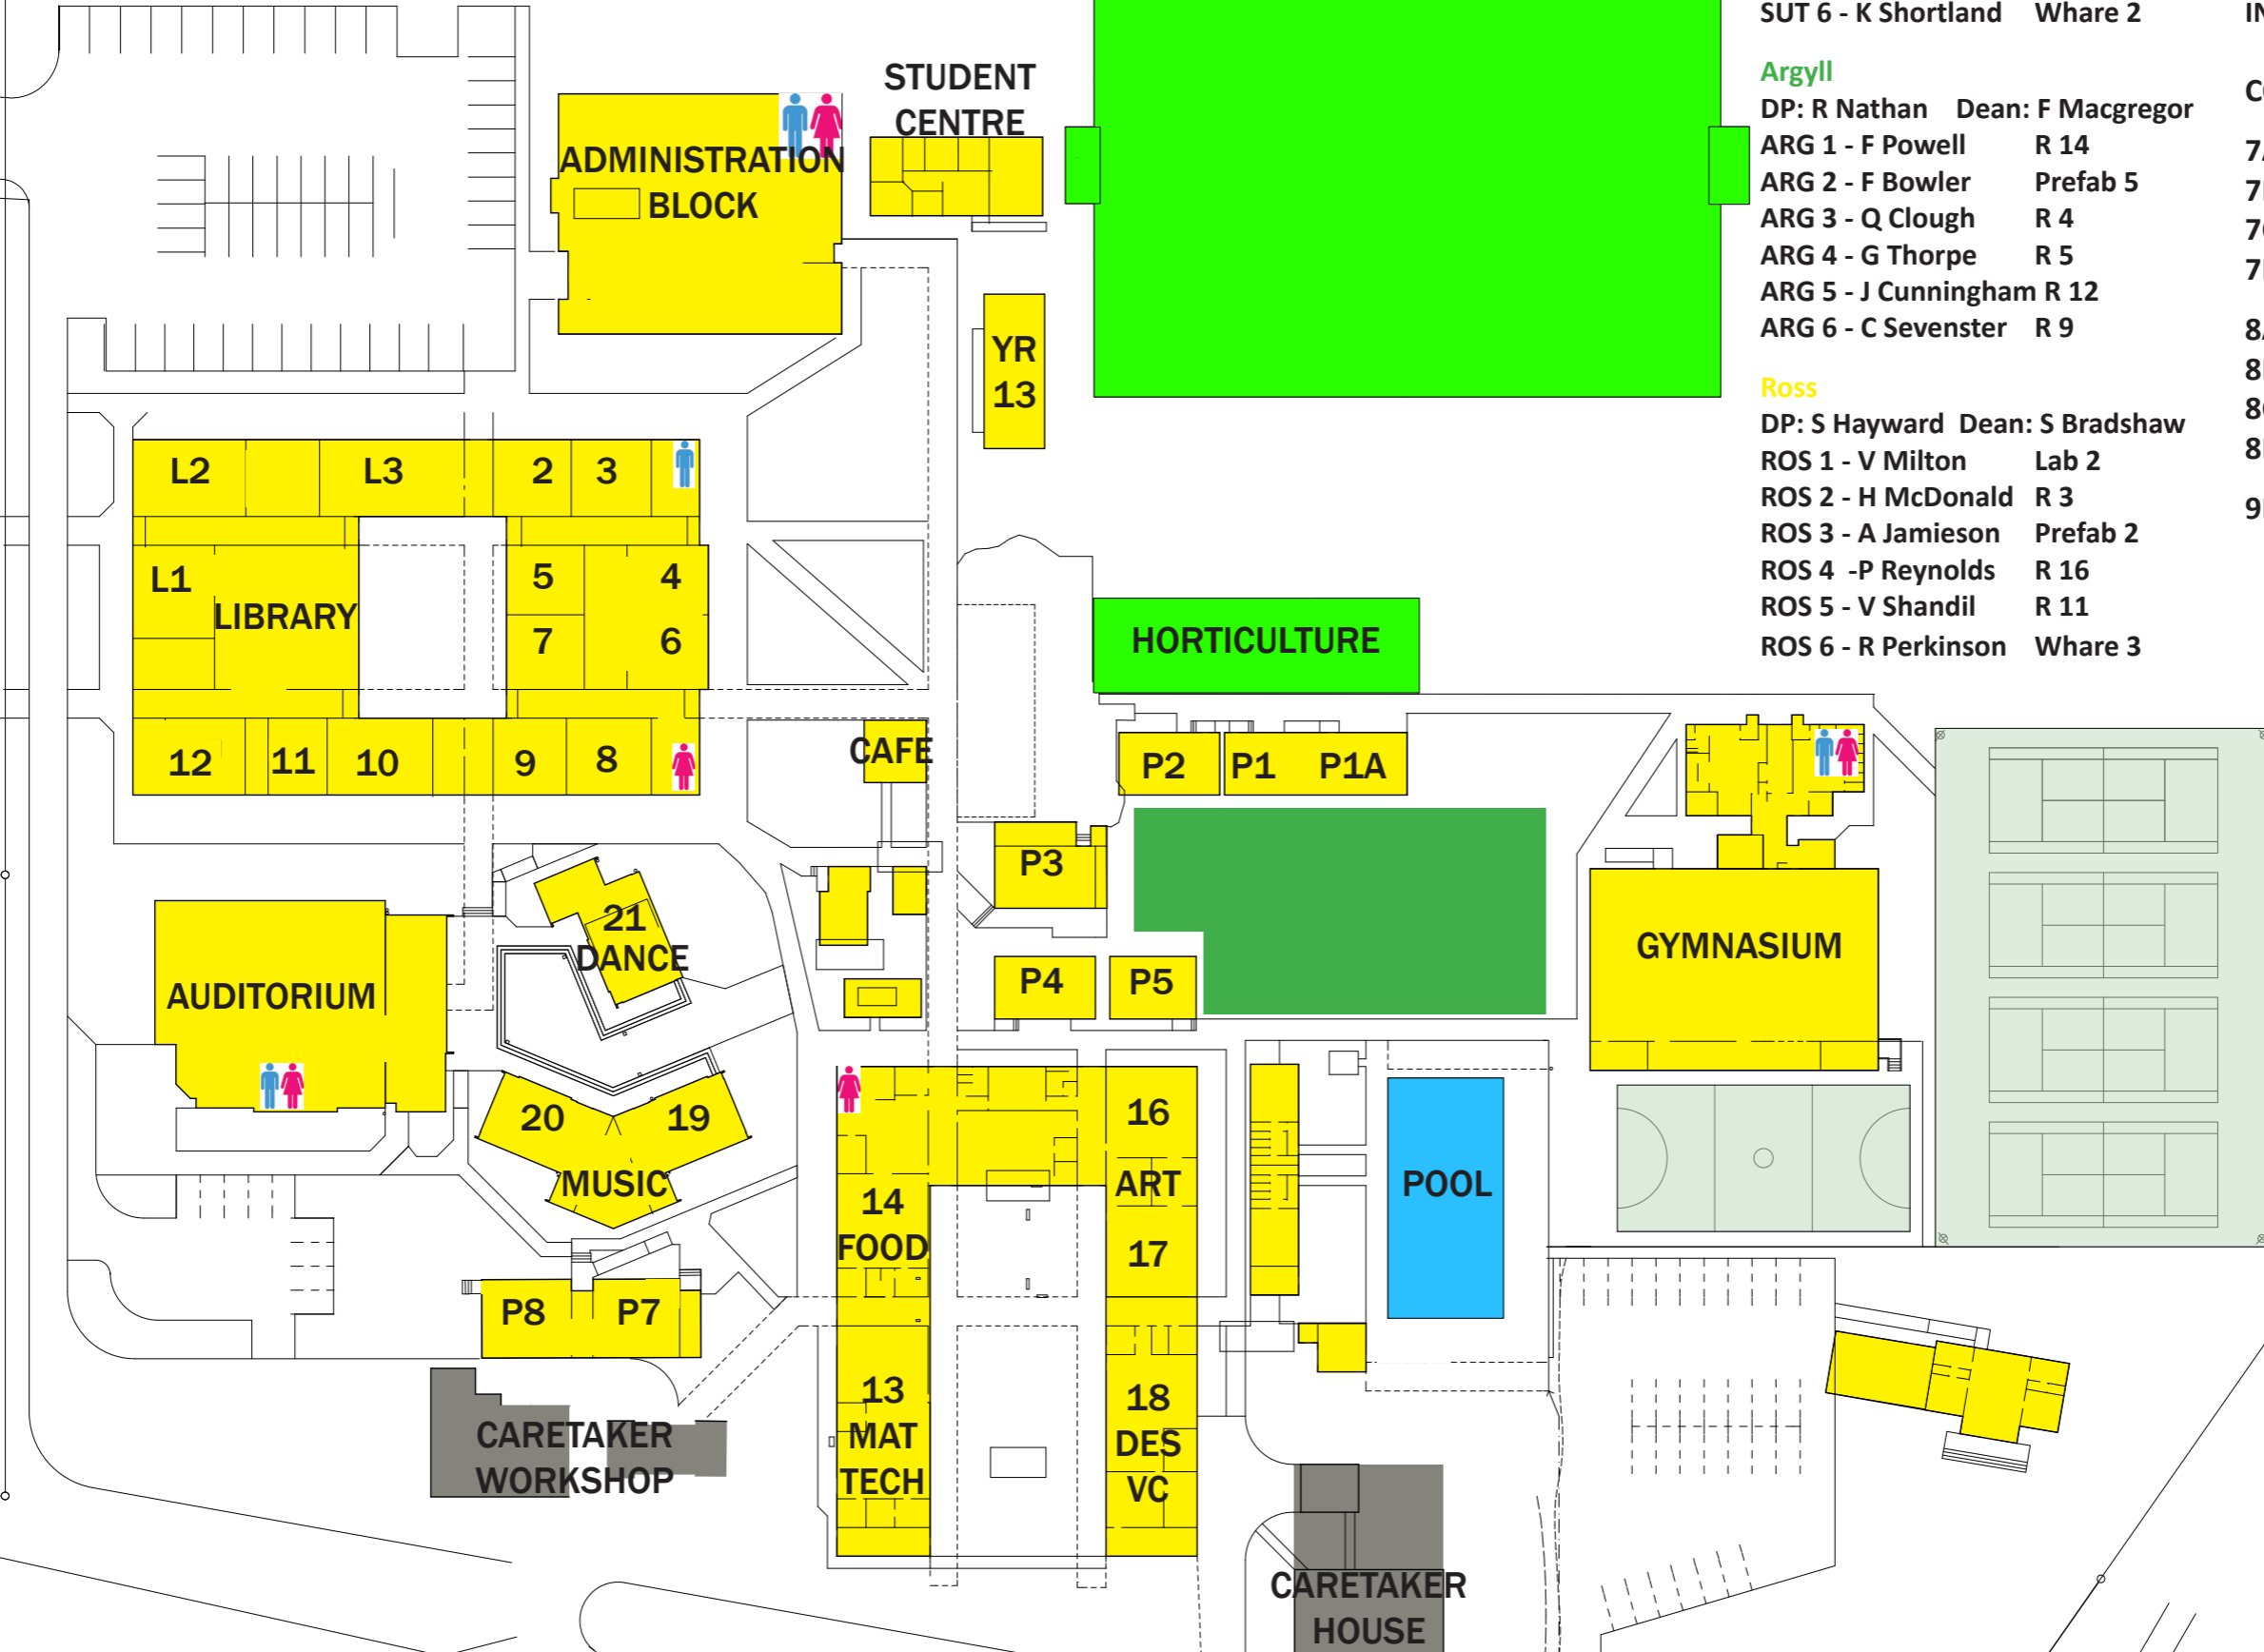 SUT 6 - K Shortland Whare 2
Argyll
DP: R Nathan Dean: F Macgregor
ARG 1 - F Powell R 14
ARG 2 - F Bowler Prefab 5
ARG 3 - Q Clough R 4
ARG 4 - G Thorpe R 5
ARG 5 - J Cunningham R 12
ARG 6 - C Sevenster R 9
Ross
DP: S Hayward Dean: S Bradshaw
ROS 1 - V Milton Lab 2
ROS 2 - H McDonald R 3
ROS 3 - A Jamieson Prefab 2
ROS 4 -P Reynolds R 16
ROS 5 - V Shandil R 11
ROS 6 - R Perkinson Whare 3
STUDENT
CENTRE
ADMINISTRATION
BLOCK
YR
13
L2 L3 2 3
L1 5 4
LIBRARY
7 6
12 11 10 9 8
HORTICULTURE
CAFE
P2 P1 P1A
P3
21
DANCE
GYMNASIUM
AUDITORIUM
P4 P5
20 19
MUSIC
16
ART
17
14
FOOD
POOL
P8 P7
13
MAT
TECH
18
DES
VC
CARETAKER
WORKSHOP
CARETAKER
HOUSE